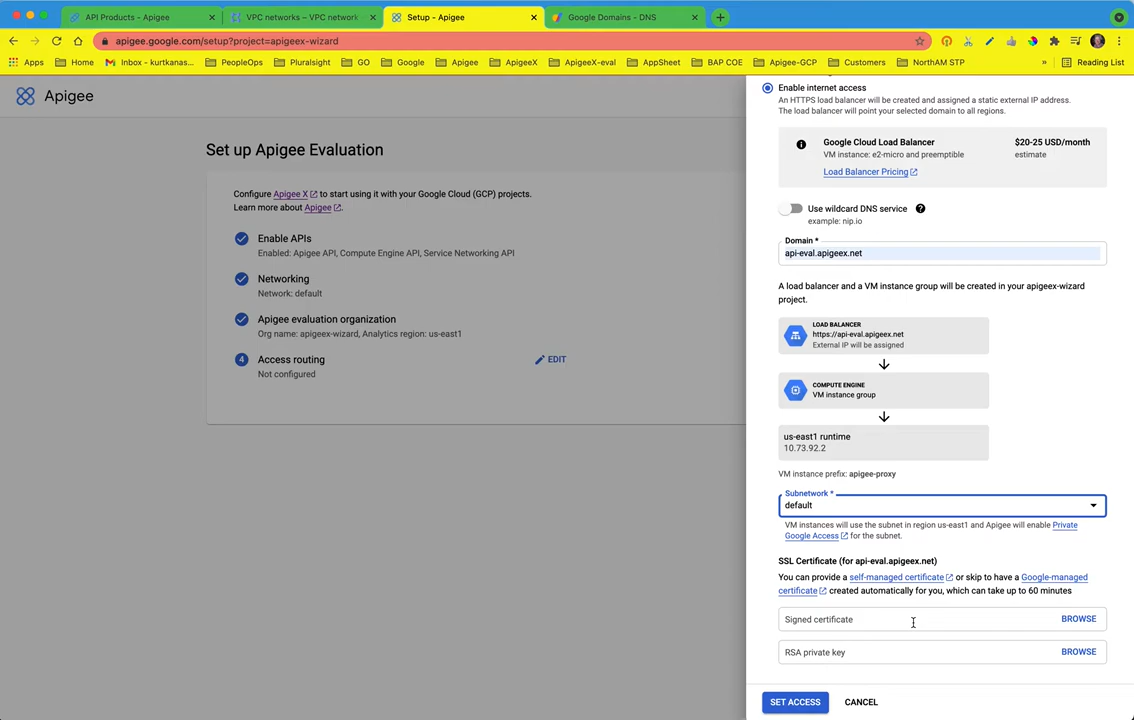 API Products - Apigee
VPC networks – VPC network
Setup - Apigee
Google Domains - DNS
apigee.google.com/setup?project=apigeex-wizard
Apps
Home
Inbox - kurtkanas...
PeopleOps
Pluralsight
GO
Google
Apigee
ApigeeX
ApigeeX-eval
AppSheet
BAP COE
Apigee-GCP
Customers
NorthAM STP
»
Reading List
Apigee
Set up Apigee Evaluation
Configure Apigee X to start using it with your Google Cloud (GCP) projects.
Learn more about Apigee.
Enable APIs
Enabled: Apigee API, Compute Engine API, Service Networking API
Networking
Network: default
Apigee evaluation organization
Org name: apigeex-wizard, Analytics region: us-east1
4
Access routing
EDIT
Not configured
Enable internet access
An HTTPS load balancer will be created and assigned a static external IP address.
The load balancer will point your selected domain to all regions.
Google Cloud Load Balancer
$20-25 USD/month
VM instance: e2-micro and preemptible
estimate
Load Balancer Pricing
Use wildcard DNS service
example: nip.io
Domain *
api-eval.apigeex.net
A load balancer and a VM instance group will be created in your apigeex-wizard
project.
LOAD BALANCER
https://api-eval.apigeex.net
External IP will be assigned
COMPUTE ENGINE
VM instance group
us-east1 runtime
10.73.92.2
VM instance prefix: apigee-proxy
Subnetwork *
default
VM instances will use the subnet in region us-east1 and Apigee will enable Private
Google Access for the subnet.
SSL Certificate (for api-eval.apigeex.net)
You can provide a self-managed certificate or skip to have a Google-managed
certificate created automatically for you, which can take up to 60 minutes
Signed certificate
BROWSE
RSA private key
BROWSE
SET ACCESS
CANCEL